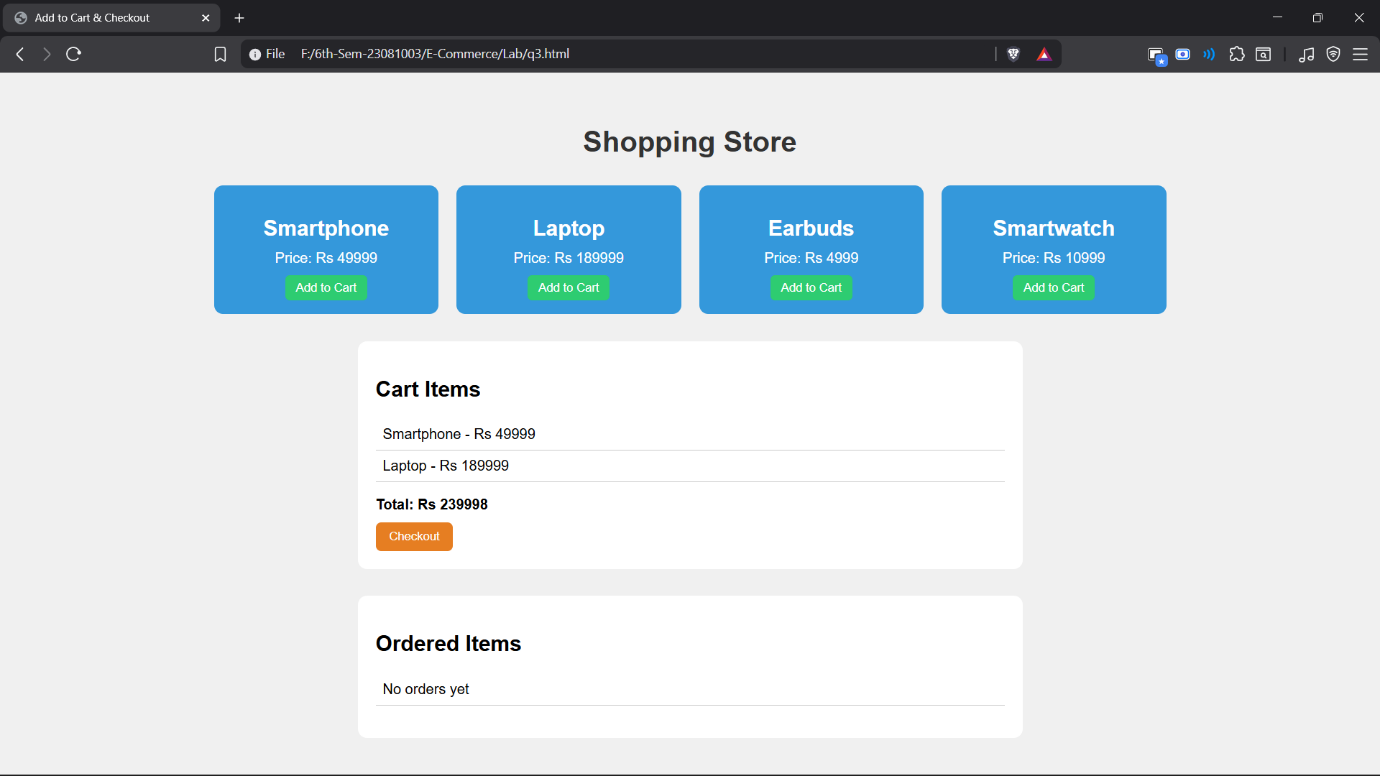 Add to Cart & Checkout
File F:/6th-Sem-23081003/E-Commerce/Lab/q3.html
Shopping Store
Smartphone
Price: Rs 49999
Add to Cart
Laptop
Price: Rs 189999
Add to Cart
Earbuds
Price: Rs 4999
Add to Cart
Smartwatch
Price: Rs 10999
Add to Cart
Cart Items
Smartphone - Rs 49999
Laptop - Rs 189999
Total: Rs 239998
Checkout
Ordered Items
No orders yet